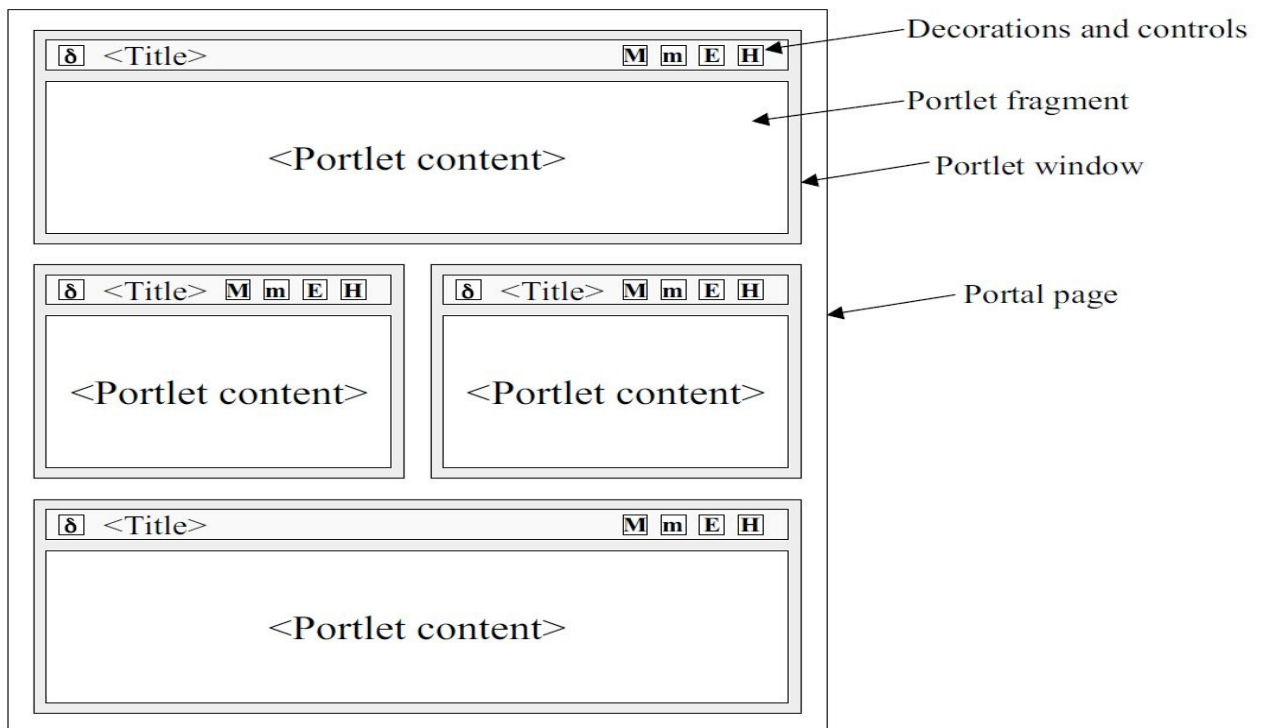 δ <Title> M m E H
<Portlet content>
δ <Title> M m E H
<Portlet content>
δ <Title> M m E H
<Portlet content>
δ <Title> M m E H
<Portlet content>
Decorations and controls
Portlet fragment
Portlet window
Portal page